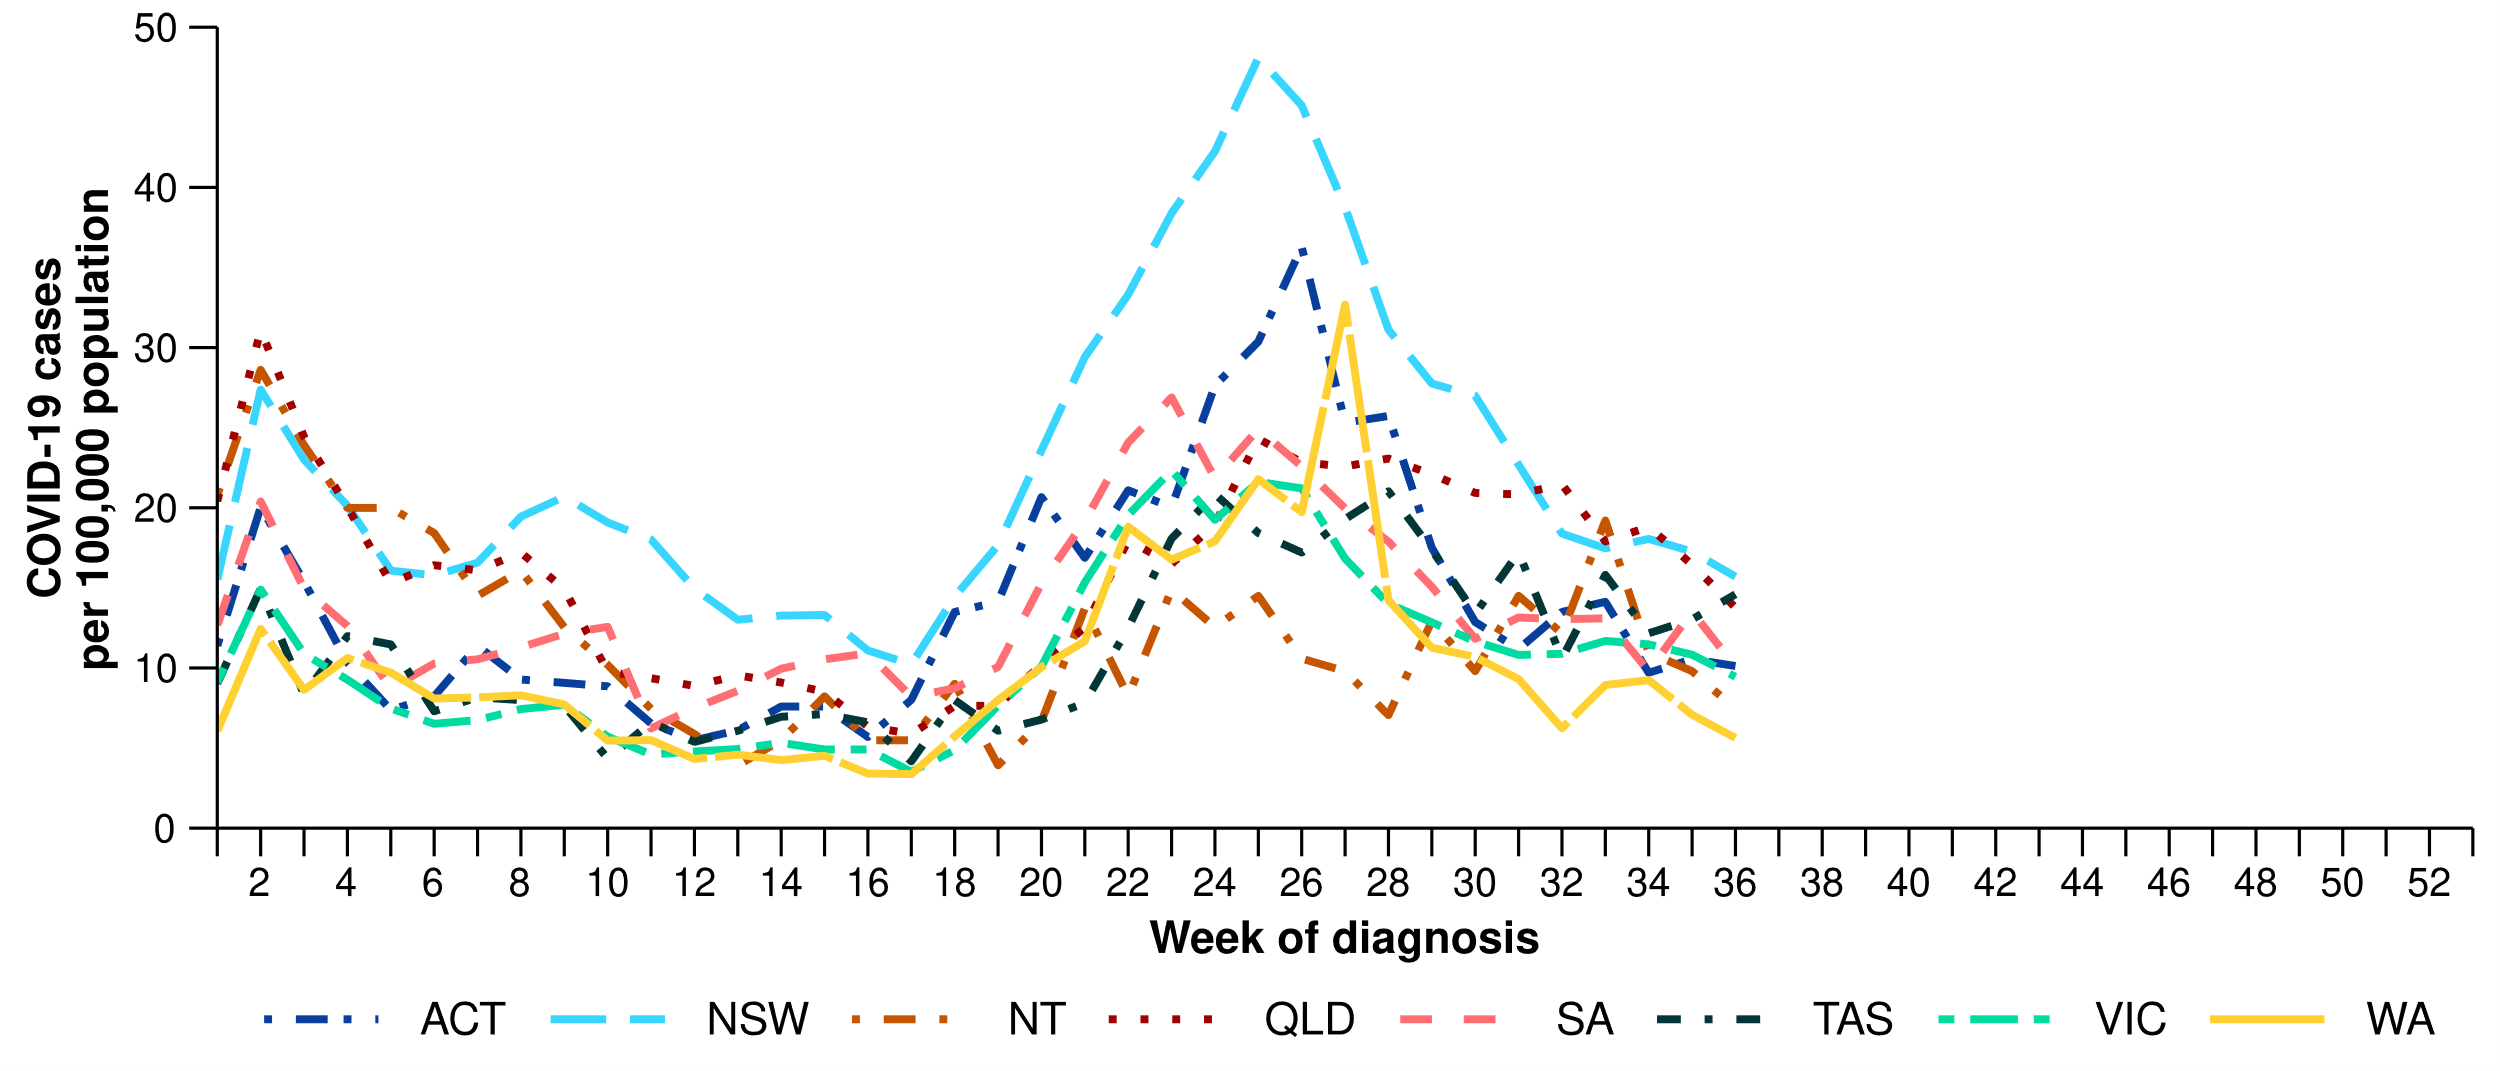 COVID-19 cases
per 100,000 population
50
40
30
20
10
0
2 4 6 8 10 12 14 16 18 20 22 24 26 28 30 32 34 36 38 40 42 44 46 48 50 52
Week of diagnosis
ACT NSW NT QLD SA TAS VIC WA